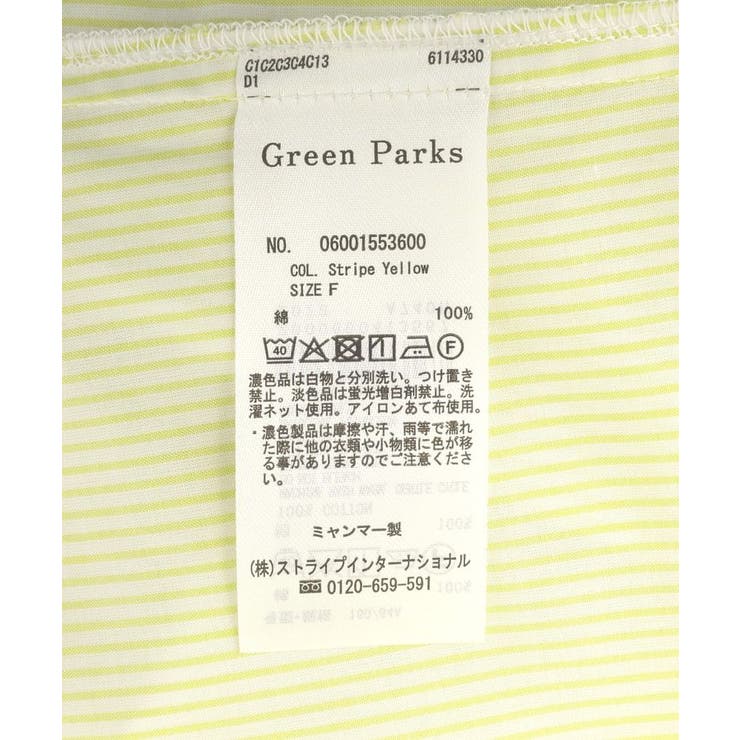 C1C2C3C4C13 6114330
D1
Green Parks
NO. 06001553600
COL. Stripe Yellow
SIZE F
綿 100%
40 F
濃色品は白物と分別洗い。つけ置き
禁止。淡色品は蛍光増白剤禁止。洗
濯ネット使用。アイロンあて布使用。
・濃色製品は摩擦や汗、雨等で濡れ
た際に他の衣類や小物類に色が移
る事がありますのでご注意くださ
い。
ミャンマー製
(株)ストライプインターナショナル
0120-659-591